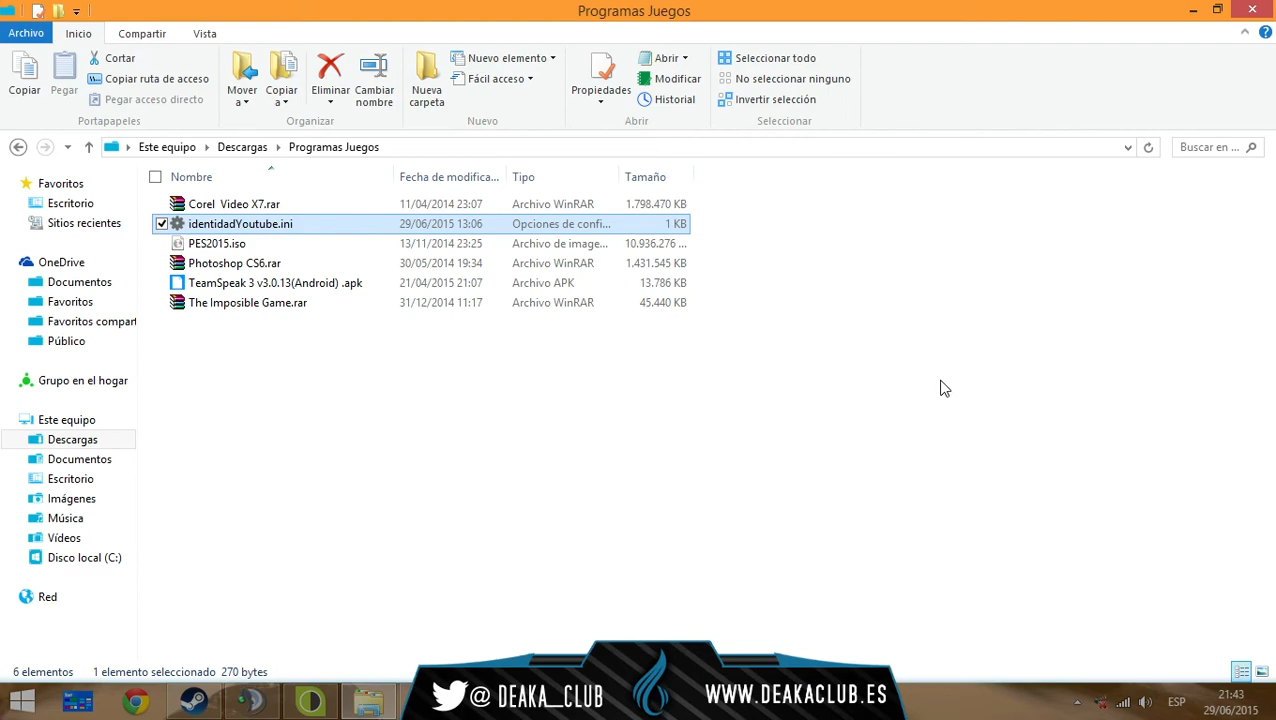 Programas Juegos
Archivo Inicio Compartir Vista
Copiar
Pegar
Cortar
Copiar ruta de acceso
Pegar acceso directo
Portapapeles
Mover a
Copiar a
Eliminar
Cambiar nombre
Organizar
Nueva carpeta
Nuevo elemento
Fácil acceso
Nuevo
Propiedades
Abrir
Modificar
Historial
Abrir
Seleccionar todo
No seleccionar ninguno
Invertir selección
Seleccionar
Este equipo Descargas Programas Juegos
Buscar en ...
Nombre Fecha de modifica... Tipo Tamaño
Corel Video X7.rar 11/04/2014 23:07 Archivo WinRAR 1.798.470 KB
identidadYoutube.ini 29/06/2015 13:06 Opciones de confi... 1 KB
PES2015.iso 13/11/2014 23:25 Archivo de image... 10.936.276 ...
Photoshop CS6.rar 30/05/2014 19:34 Archivo WinRAR 1.431.545 KB
TeamSpeak 3 v3.0.13(Android) .apk 21/04/2015 21:07 Archivo APK 13.786 KB
The Imposible Game.rar 31/12/2014 11:17 Archivo WinRAR 45.440 KB
Favoritos
Escritorio
Sitios recientes
OneDrive
Documentos
Favoritos
Favoritos compart
Público
Grupo en el hogar
Este equipo
Descargas
Documentos
Escritorio
Imágenes
Música
Vídeos
Disco local (C:)
Red
6 elementos 1 elemento seleccionado 270 bytes
@ DEAKA_CLUB WWW.DEAKACLUB.ES
ESP
21:43
29/06/2015